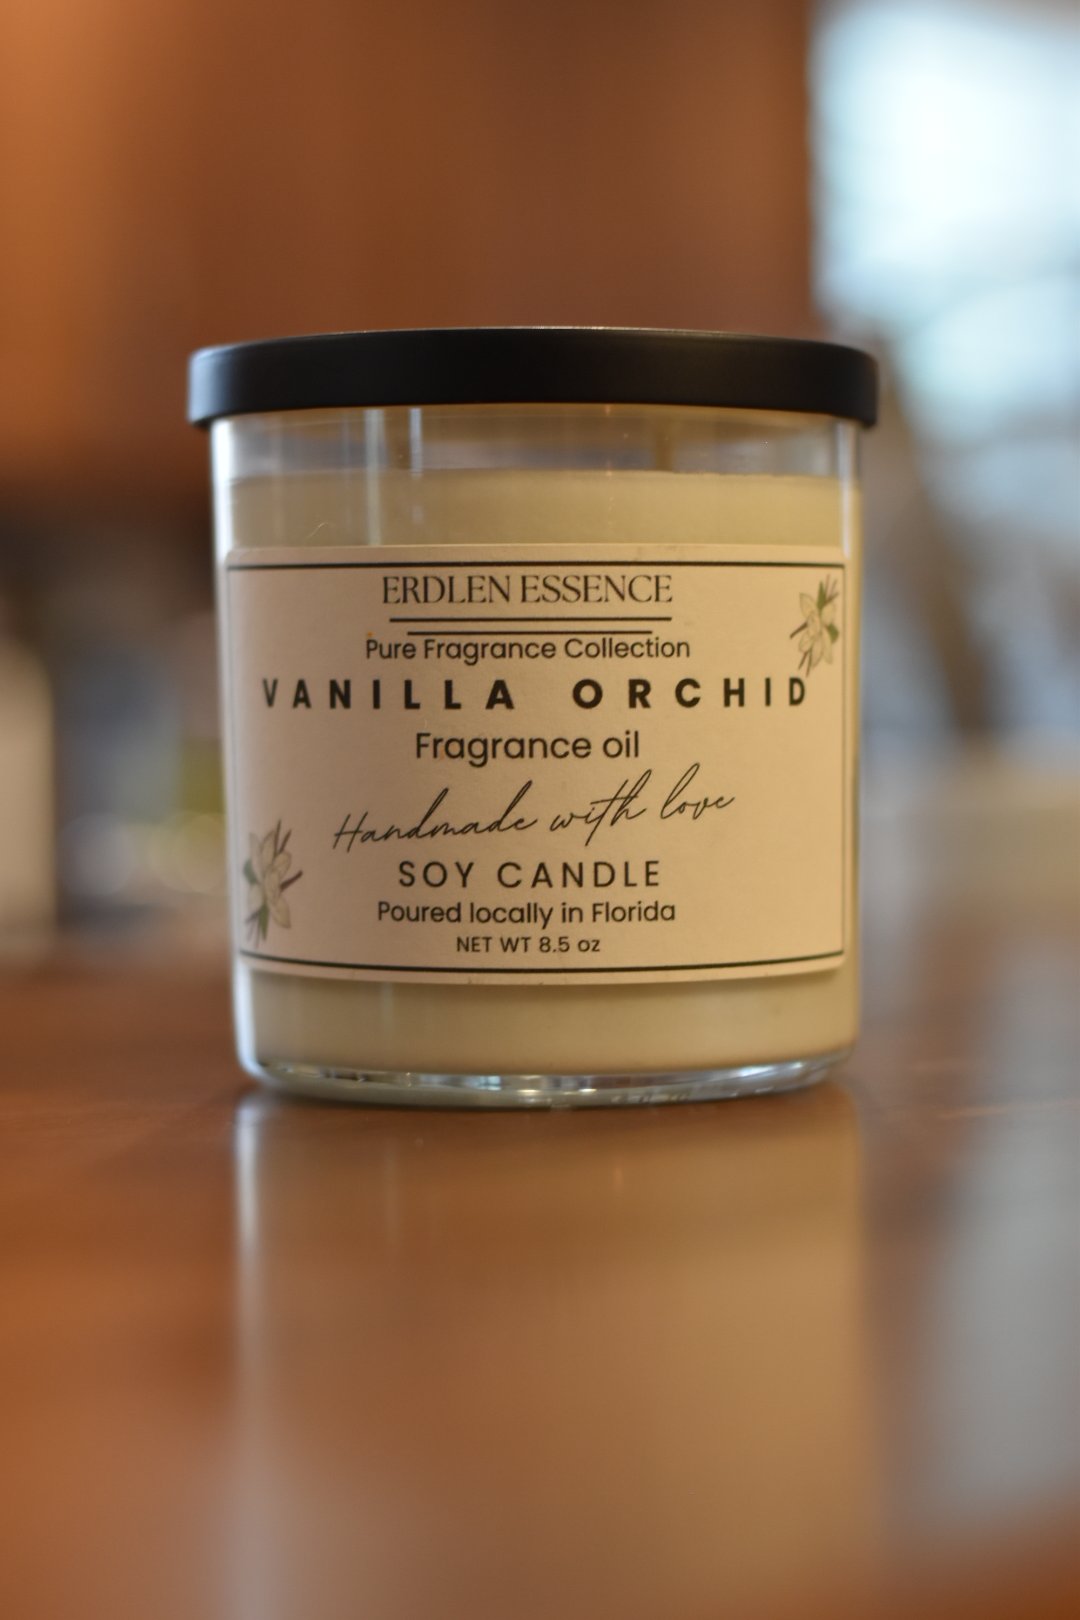 ERDLEN ESSENCE
Pure Fragrance Collection
VANILLA ORCHID
Fragrance oil
Handmade with love
SOY CANDLE
Poured locally in Florida
NET WT 8.5 oz